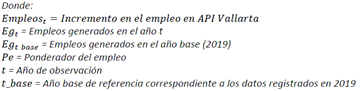 Donde:
Empleos_t = Incremento en el empleo en API Vallarta
Eg_t = Empleos generados en el año t
Eg_t base = Empleos generados en el año base (2019)
Pe = Ponderador del empleo
t = Año de observación
t_base = Año base de referencia correspondiente a los datos registrados en 2019